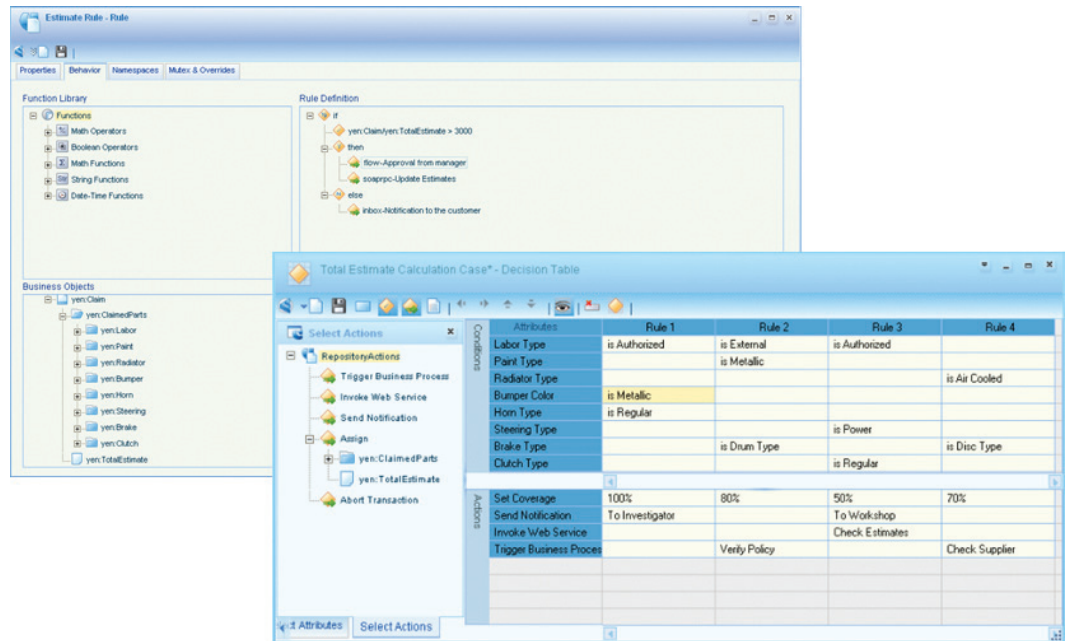 Estimate Rule - Rule
Properties Behavior Namespaces Mutex & Overrides
Function Library
Functions
Math Operators
Boolean Operators
Math Functions
String Functions
Date-Time Functions
Rule Definition
if
yen:Claim/yen:TotalEstimate > 3000
then
flow-Approval from manager
soaprpc-Update Estimates
else
inbox-Notification to the customer
Business Objects
yen:Claim
yen:ClaimedParts
yen:Labor
yen:Paint
yen:Radiator
yen:Bumper
yen:Horn
yen:Steering
yen:Brake
yen:Clutch
yen:TotalEstimate
Total Estimate Calculation Case* - Decision Table
Select Actions
RepositoryActions
Trigger Business Process
Invoke Web Service
Send Notification
Assign
yen:ClaimedParts
yen:TotalEstimate
Abort Transaction
t Attributes Select Actions
Conditions
Attributes Rule 1 Rule 2 Rule 3 Rule 4
Labor Type is Authorized is External is Authorized
Paint Type is Metallic
Radiator Type is Air Cooled
Bumper Color is Metallic
Horn Type is Regular
Steering Type is Power
Brake Type is Drum Type is Disc Type
Clutch Type is Regular
Actions
Set Coverage 100% 80% 50% 70%
Send Notification To Investigator To Workshop
Invoke Web Service Check Estimates
Trigger Business Proces Verify Policy Check Supplier